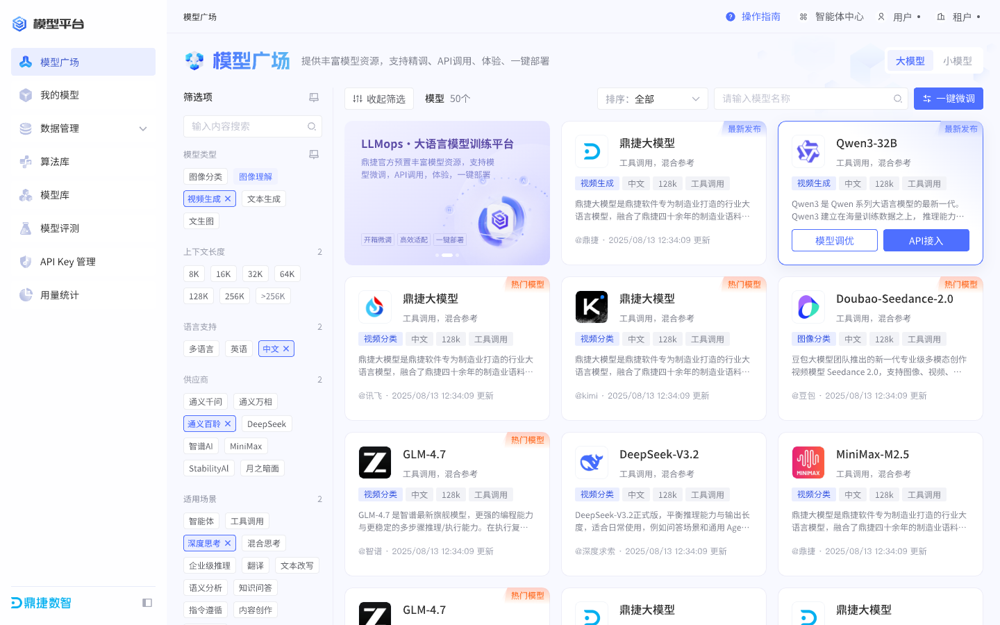 模型平台
模型广场
我的模型
数据管理
算法库
模型库
模型评测
API Key 管理
用量统计
鼎捷数智
模型广场
操作指南
智能体中心
用户
租户
模型广场
提供丰富模型资源，支持精调、API调用、体验、一键部署
大模型
小模型
筛选项
输入内容搜索
模型类型
图像分类
图像理解
视频生成
文本生成
文生图
上下文长度
2
8K
16K
32K
64K
128K
256K
>256K
语言支持
2
多语言
英语
中文
供应商
2
通义千问
通义万相
通义百聆
DeepSeek
智谱AI
MiniMax
StabilityAI
月之暗面
适用场景
2
智能体
工具调用
深度思考
混合思考
企业级推理
翻译
文本改写
语义分析
知识问答
指令遵循
内容创作
收起筛选
模型 50个
排序：全部
请输入模型名称
一键微调
LLMops・大语言模型训练平台
鼎捷官方预置丰富模型资源，支持模
型微调，API调用，体验，一键部署
开箱微调
高效适配
一键部署
最新发布
鼎捷大模型
工具调用，混合参考
视频生成
中文
128k
工具调用
鼎捷大模型是鼎捷软件专为制造业打造的行业大
语言模型，融合了鼎捷四十余年的制造业语料…
@鼎捷 · 2025/08/13 12:34:09 更新
最新发布
Qwen3-32B
工具调用，混合参考
视频生成
中文
128k
工具调用
Qwen3 是 Qwen 系列大语言模型的最新一代。
Qwen3 建立在海量训练数据之上， 推理能力…
模型调优
API接入
热门模型
鼎捷大模型
工具调用，混合参考
视频分类
中文
128k
工具调用
鼎捷大模型是鼎捷软件专为制造业打造的行业大
语言模型，融合了鼎捷四十余年的制造业语料…
@讯飞 · 2025/08/13 12:34:09 更新
热门模型
K
鼎捷大模型
工具调用，混合参考
视频分类
中文
128k
工具调用
鼎捷大模型是鼎捷软件专为制造业打造的行业大
语言模型，融合了鼎捷四十余年的制造业语料…
@kimi · 2025/08/13 12:34:09 更新
热门模型
Doubao-Seedance-2.0
工具调用，混合参考
图像分类
中文
128k
工具调用
豆包大模型团队推出的新一代专业级多模态创作
视频模型 Seedance 2.0，支持图像、视频、…
@豆包 · 2025/08/13 12:34:09 更新
热门模型
Z
GLM-4.7
工具调用，混合参考
视频分类
中文
128k
工具调用
GLM-4.7 是智谱最新旗舰模型，更强的编程能力
与更稳定的多步骤推理/执行能力。在执行复…
@智谱 · 2025/08/13 12:34:09 更新
DeepSeek-V3.2
工具调用，混合参考
视频分类
中文
128k
工具调用
DeepSeek-V3.2正式版，平衡推理能力与输出长
度，适合日常使用，例如问答场景和通用 Age…
@深度求索 · 2025/08/13 12:34:09 更新
MINIMAX
MiniMax-M2.5
工具调用，混合参考
视频分类
中文
128k
工具调用
鼎捷大模型是鼎捷软件专为制造业打造的行业大
语言模型，融合了鼎捷四十余年的制造业语料…
@鼎捷 · 2025/08/13 12:34:09 更新
热门模型
Z
GLM-4.7
鼎捷大模型
鼎捷大模型